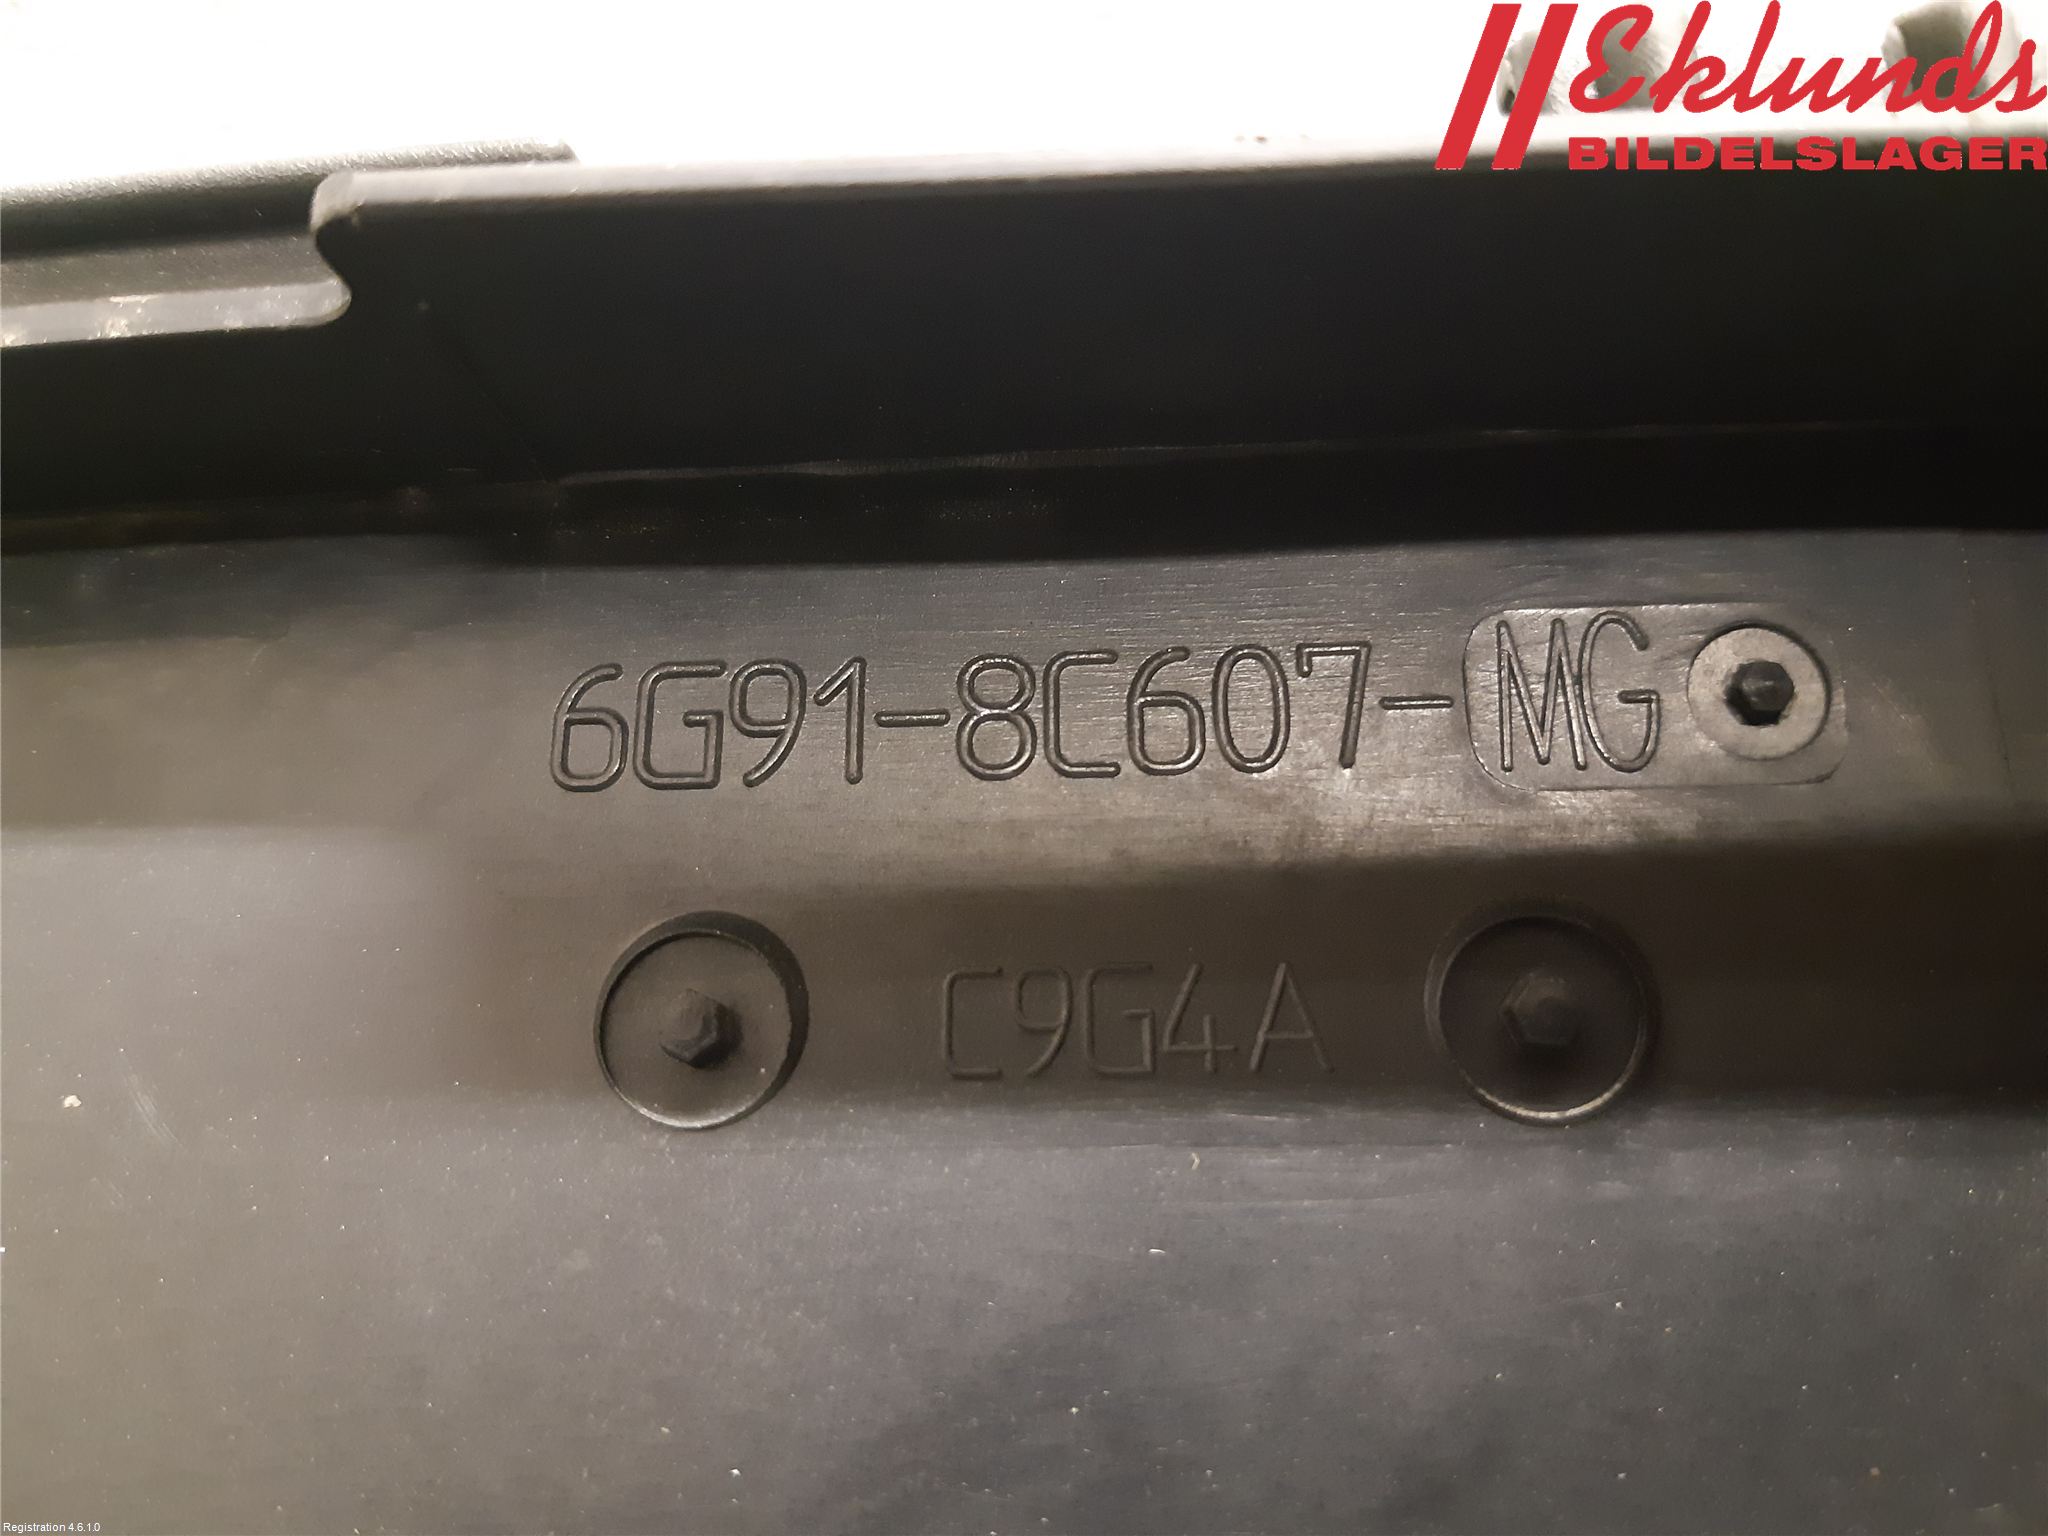 Eklunds
BILDELSLAGER
6G91-8C607-MG
C9G4A
Registration 4.6.1.0